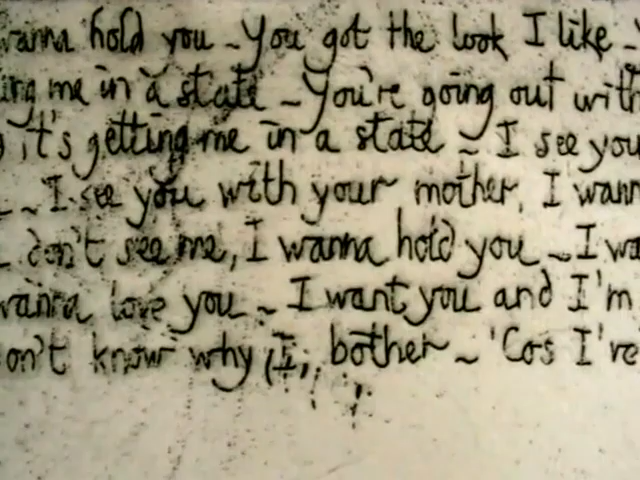 wanna hold you ~ You got the look I like ~
ing me in a state ~ You're going out with
it's getting me in a state ~ I see you
~ I see you with your mother, I wann
don't see me, I wanna hold you ~ I wa
wanna love you ~ I want you and I'm
on't know why I, bother ~ 'Cos I've